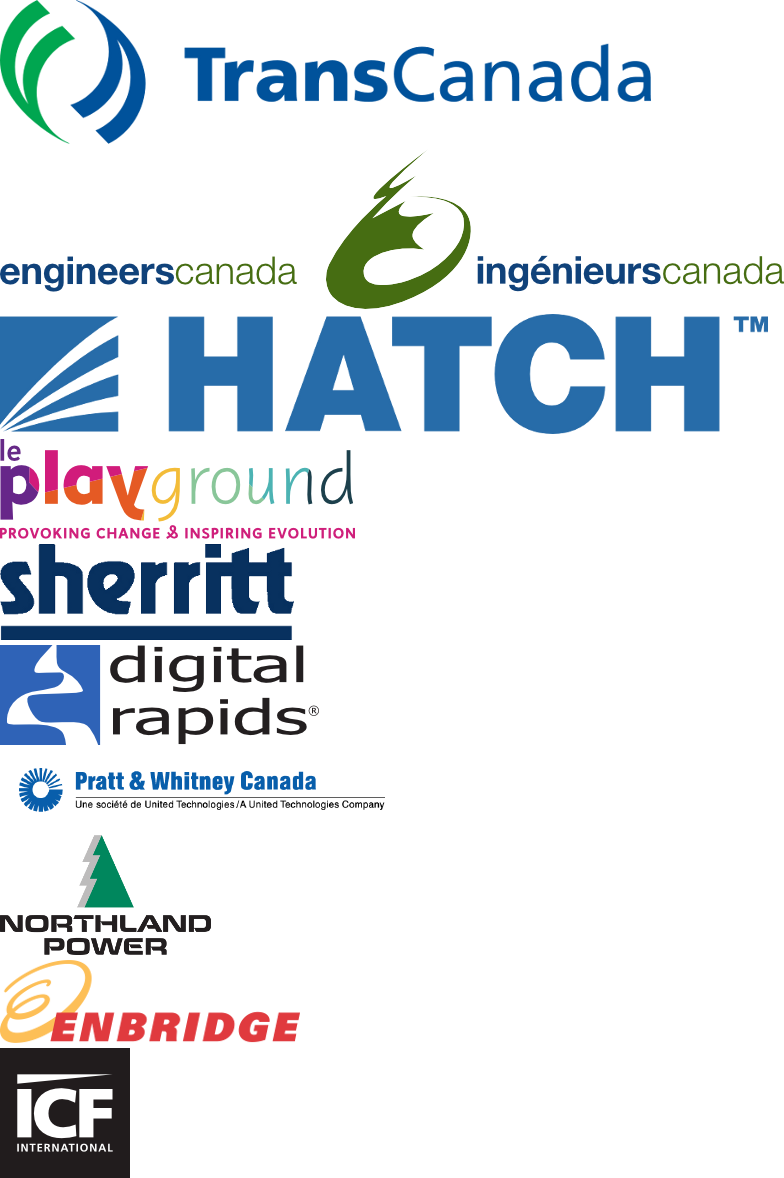 TransCanada
engineerscanada ingénieurscanada
HATCH™
le
playground
PROVOKING CHANGE & INSPIRING EVOLUTION
sherritt
digital
rapids®
Pratt & Whitney Canada
Une société de United Technologies/A United Technologies Company
NORTHLAND
POWER
ENBRIDGE
ICF
INTERNATIONAL